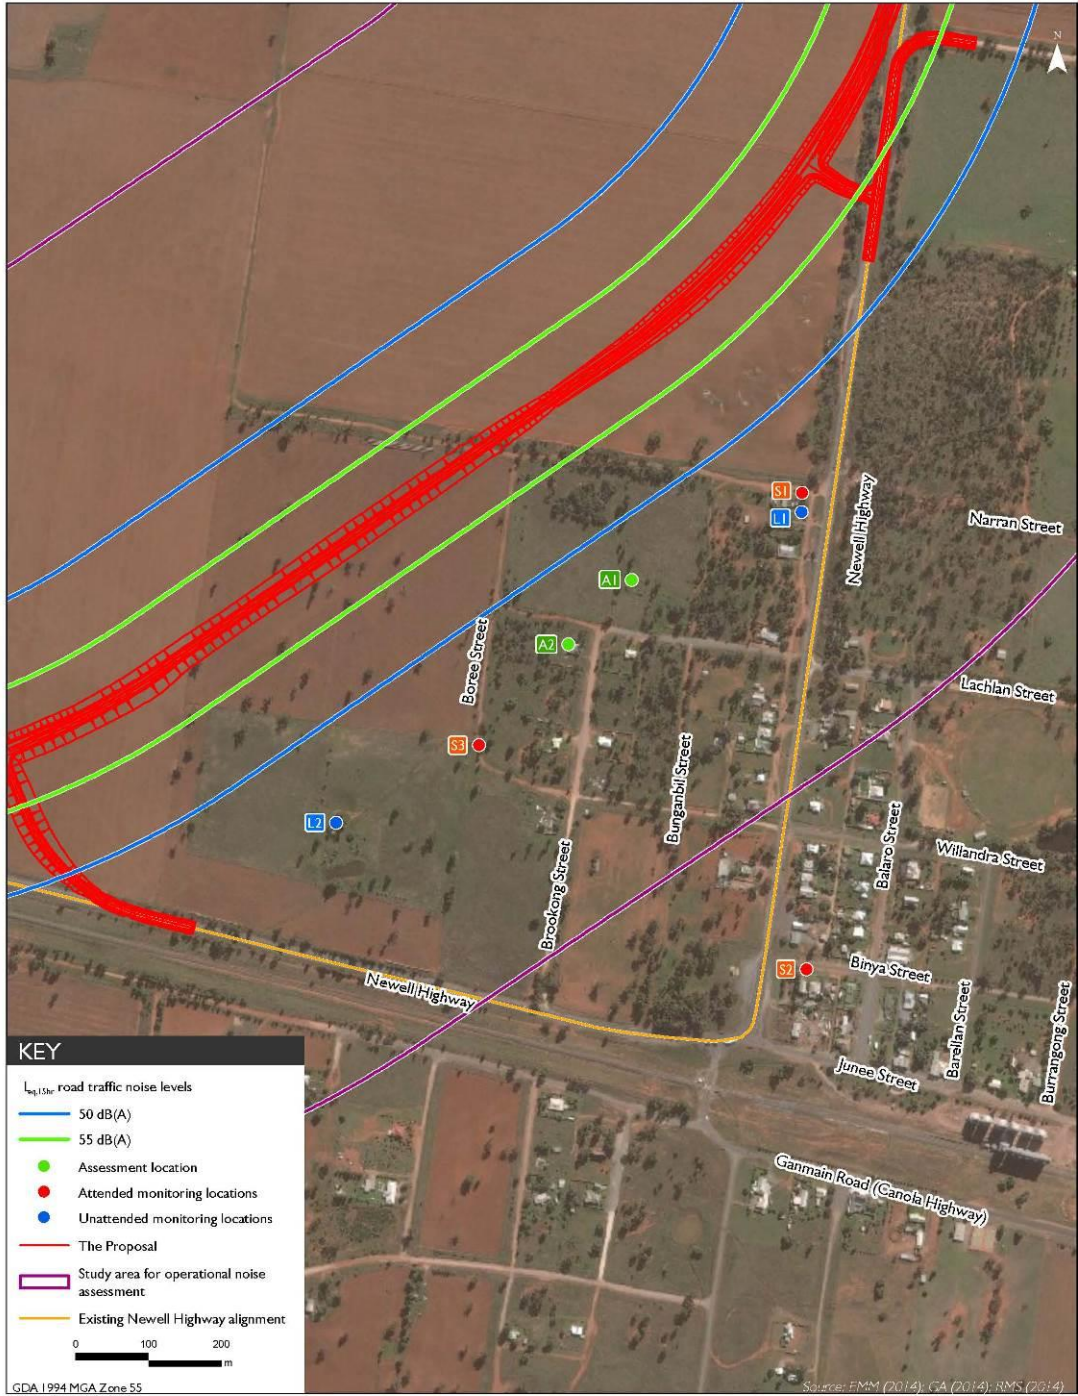 N
S1
L1
Newell Highway
Narran Street
A1
A2
Boree Street
Lachlan Street
S3
Bunganbil Street
L2
Balaro Street
Willandra Street
Brookong Street
S2
Binya Street
Newell Highway
Barellan Street
Burrangong Street
Junee Street
Ganmain Road (Canola Highway)
KEY
Leq,15hr road traffic noise levels
50 dB(A)
55 dB(A)
Assessment location
Attended monitoring locations
Unattended monitoring locations
The Proposal
Study area for operational noise
assessment
Existing Newell Highway alignment
0 100 200
m
GDA 1994 MGA Zone 55
Source: EMM (2014); GA (2014); RMS (2014)